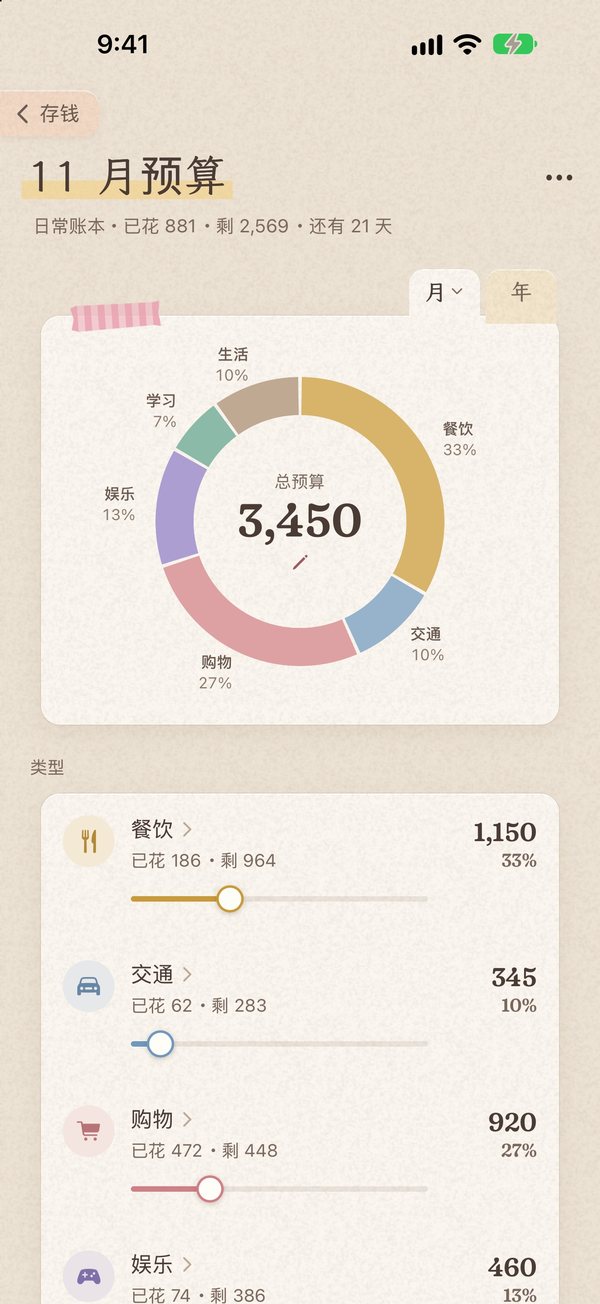 9:41
存钱
11 月预算
日常账本・已花 881・剩 2,569・还有 21 天
月
年
生活
10%
学习
7%
餐饮
33%
娱乐
13%
总预算
3,450
交通
10%
购物
27%
类型
餐饮
1,150
已花 186・剩 964
33%
交通
345
已花 62・剩 283
10%
购物
920
已花 472・剩 448
27%
娱乐
460
已花 74・剩 386
13%